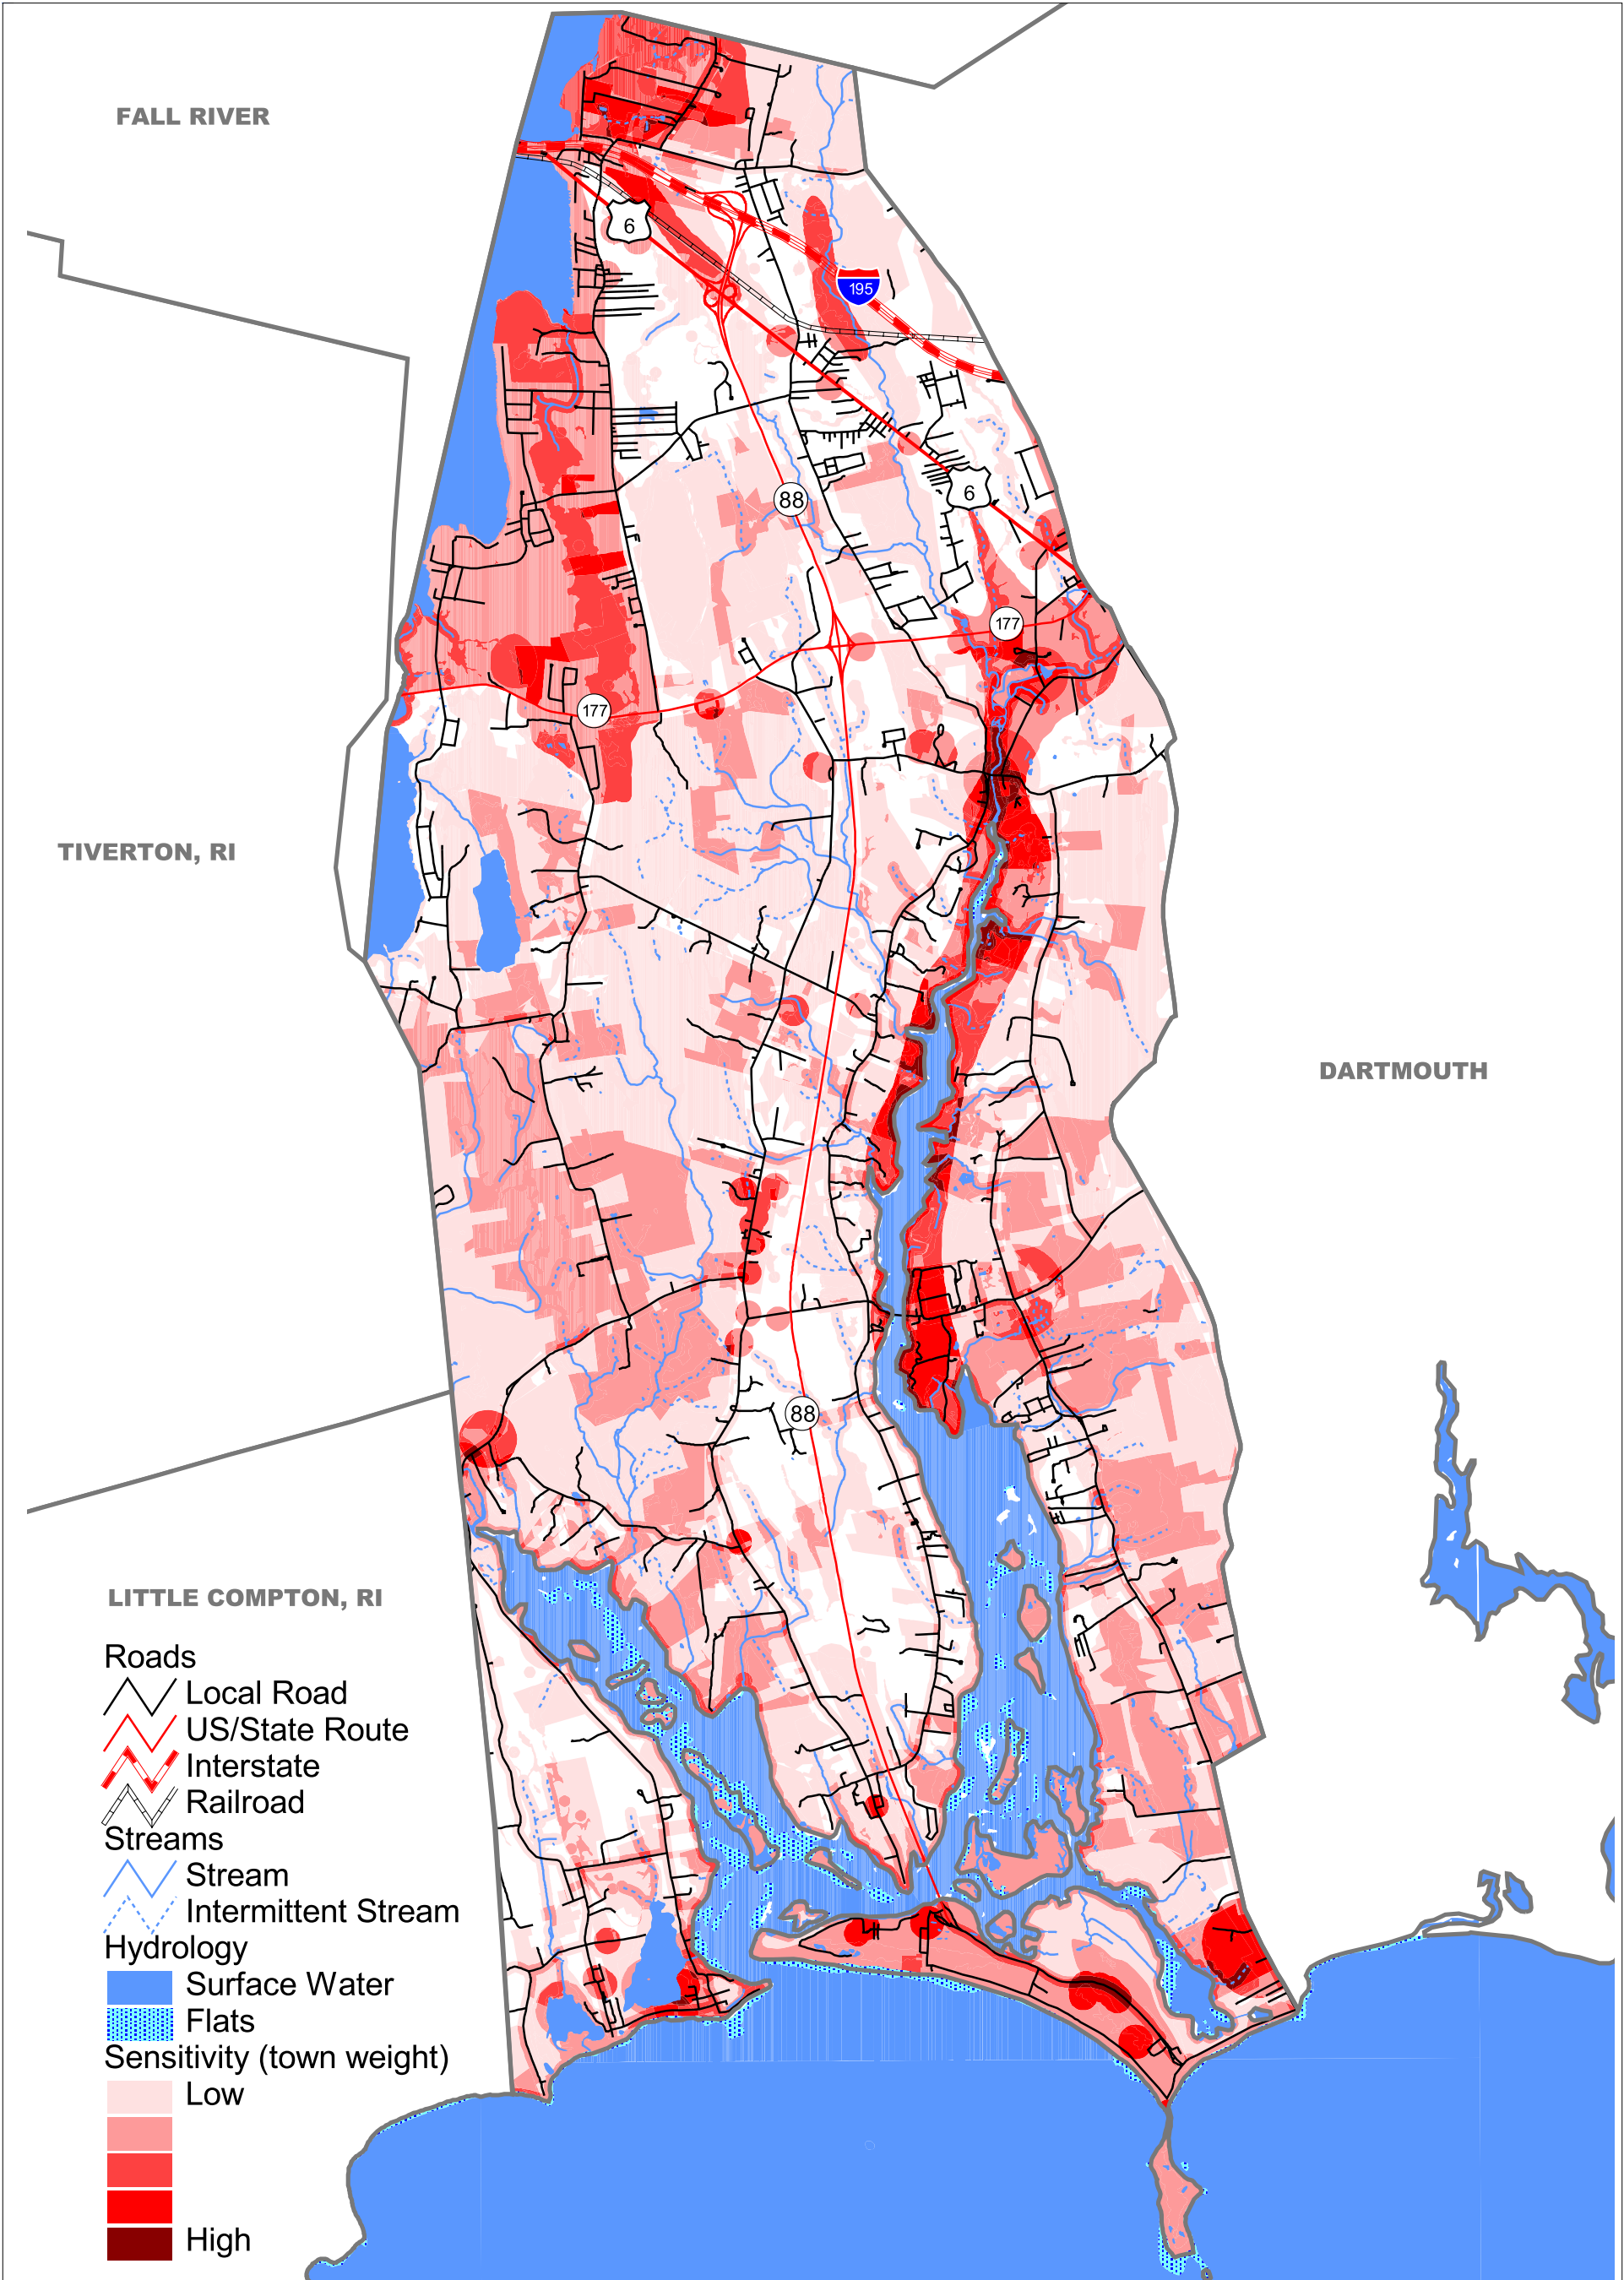 FALL RIVER
6
195
88
6
177
177
TIVERTON, RI
DARTMOUTH
88
LITTLE COMPTON, RI
Roads
Local Road
US/State Route
Interstate
Railroad
Streams
Stream
Intermittent Stream
Hydrology
Surface Water
Flats
Sensitivity (town weight)
Low
High